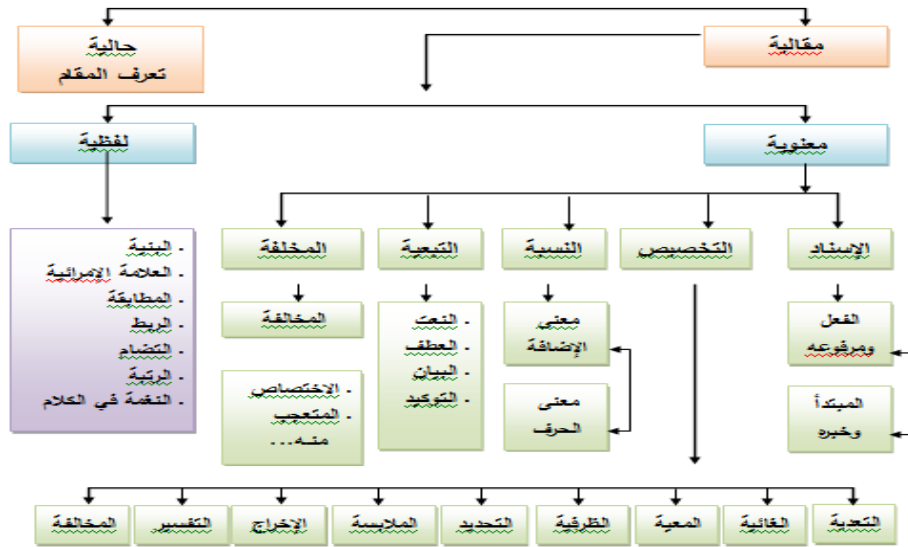 مقالية
حالية
تعرف المقام
معنوية
لفظية
الإسناد
التخصيص
النسبة
التبعية
المخلفة
الفعل
ومرفوعه
المبتدأ
وخبره
معنى
الإضافة
معنى
الحرف
. النعت
. العطف
. البيان
. التوكيد
المخالفة
. الاختصاص
. المتعجب
منه...
. البنية
. العلامة الإمرائية
. المطابقة
. الربط
. التضام
. الرتبة
. النغمة في الكلام
التعدية
الغائية
المعية
الظرفية
التحديد
الملابسة
الإخراج
التفسير
المخالفة